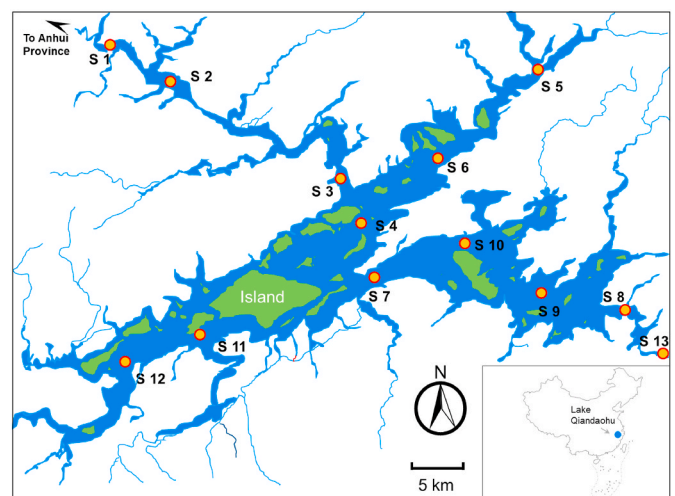 To Anhui
Province
S 1
S 2
S 5
S 6
S 3
S 4
S 10
S 7
Island
S 9
S 8
S 11
S 13
S 12
N
Lake
Qiandaohu
5 km